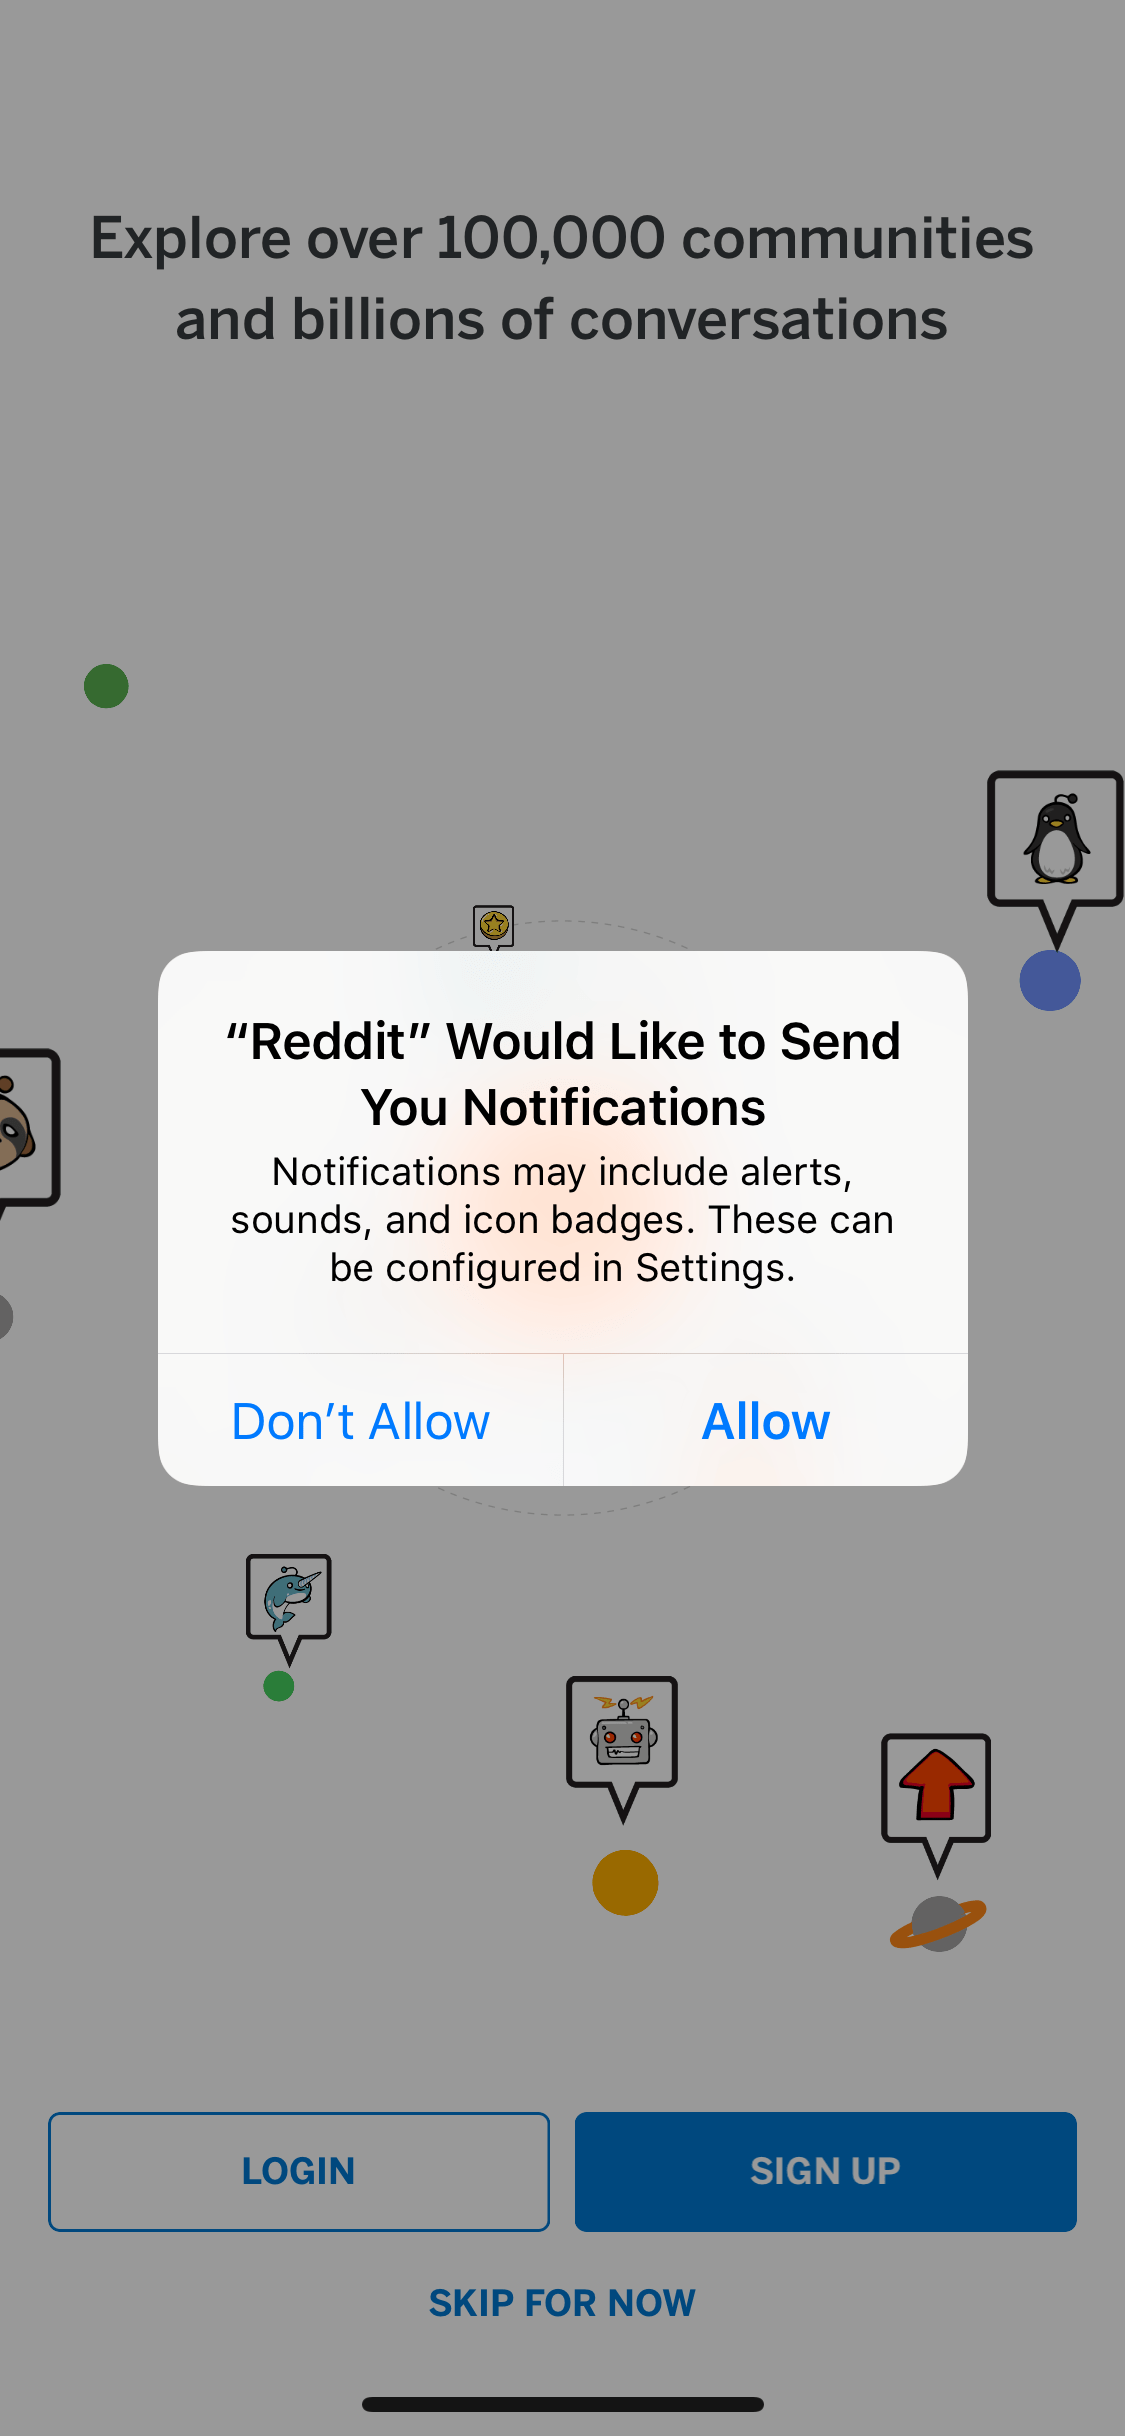 Explore over 100,000 communities
and billions of conversations
“Reddit” Would Like to Send
You Notifications
Notifications may include alerts,
sounds, and icon badges. These can
be configured in Settings.
Don’t Allow
Allow
LOGIN
SIGN UP
SKIP FOR NOW